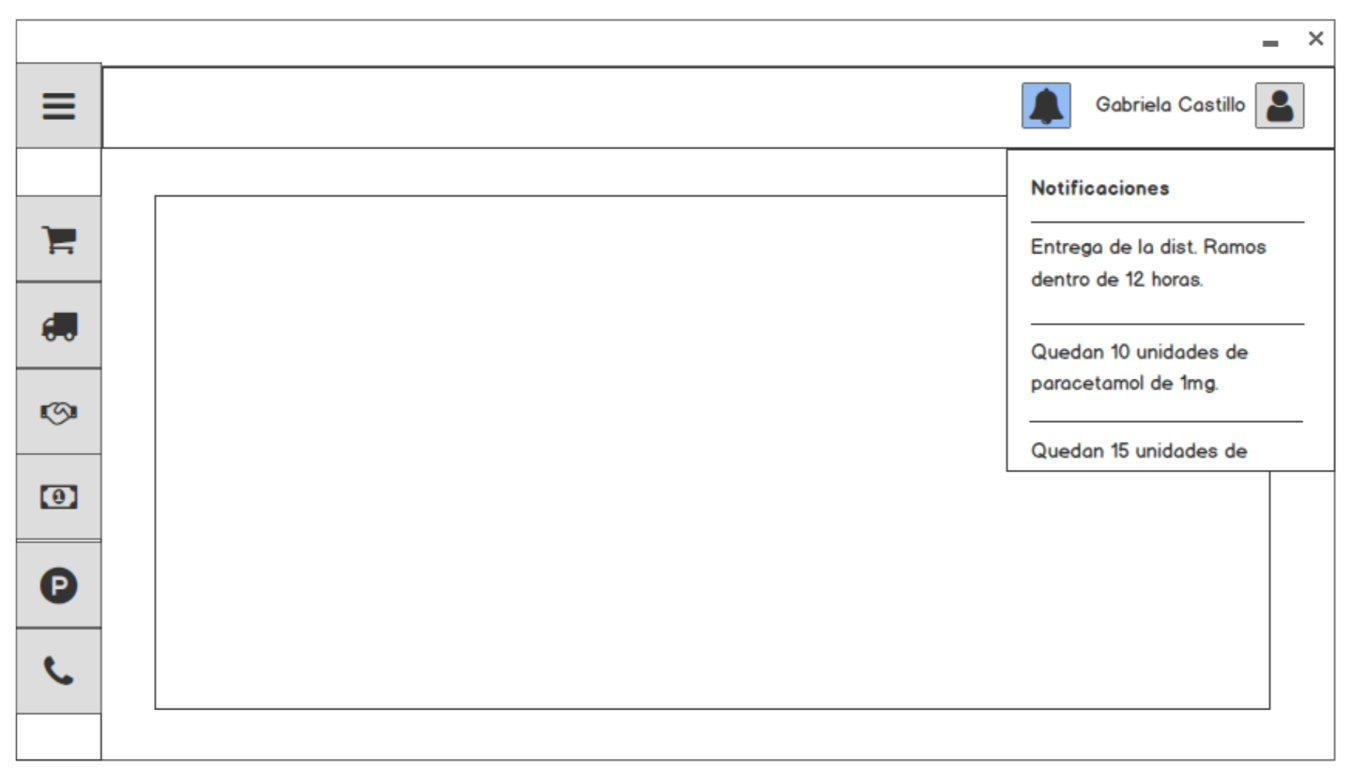 Gabriela Castillo
Notificaciones
Entrega de la dist. Ramos
dentro de 12 horas.
Quedan 10 unidades de
paracetamol de 1mg.
Quedan 15 unidades de
1
P